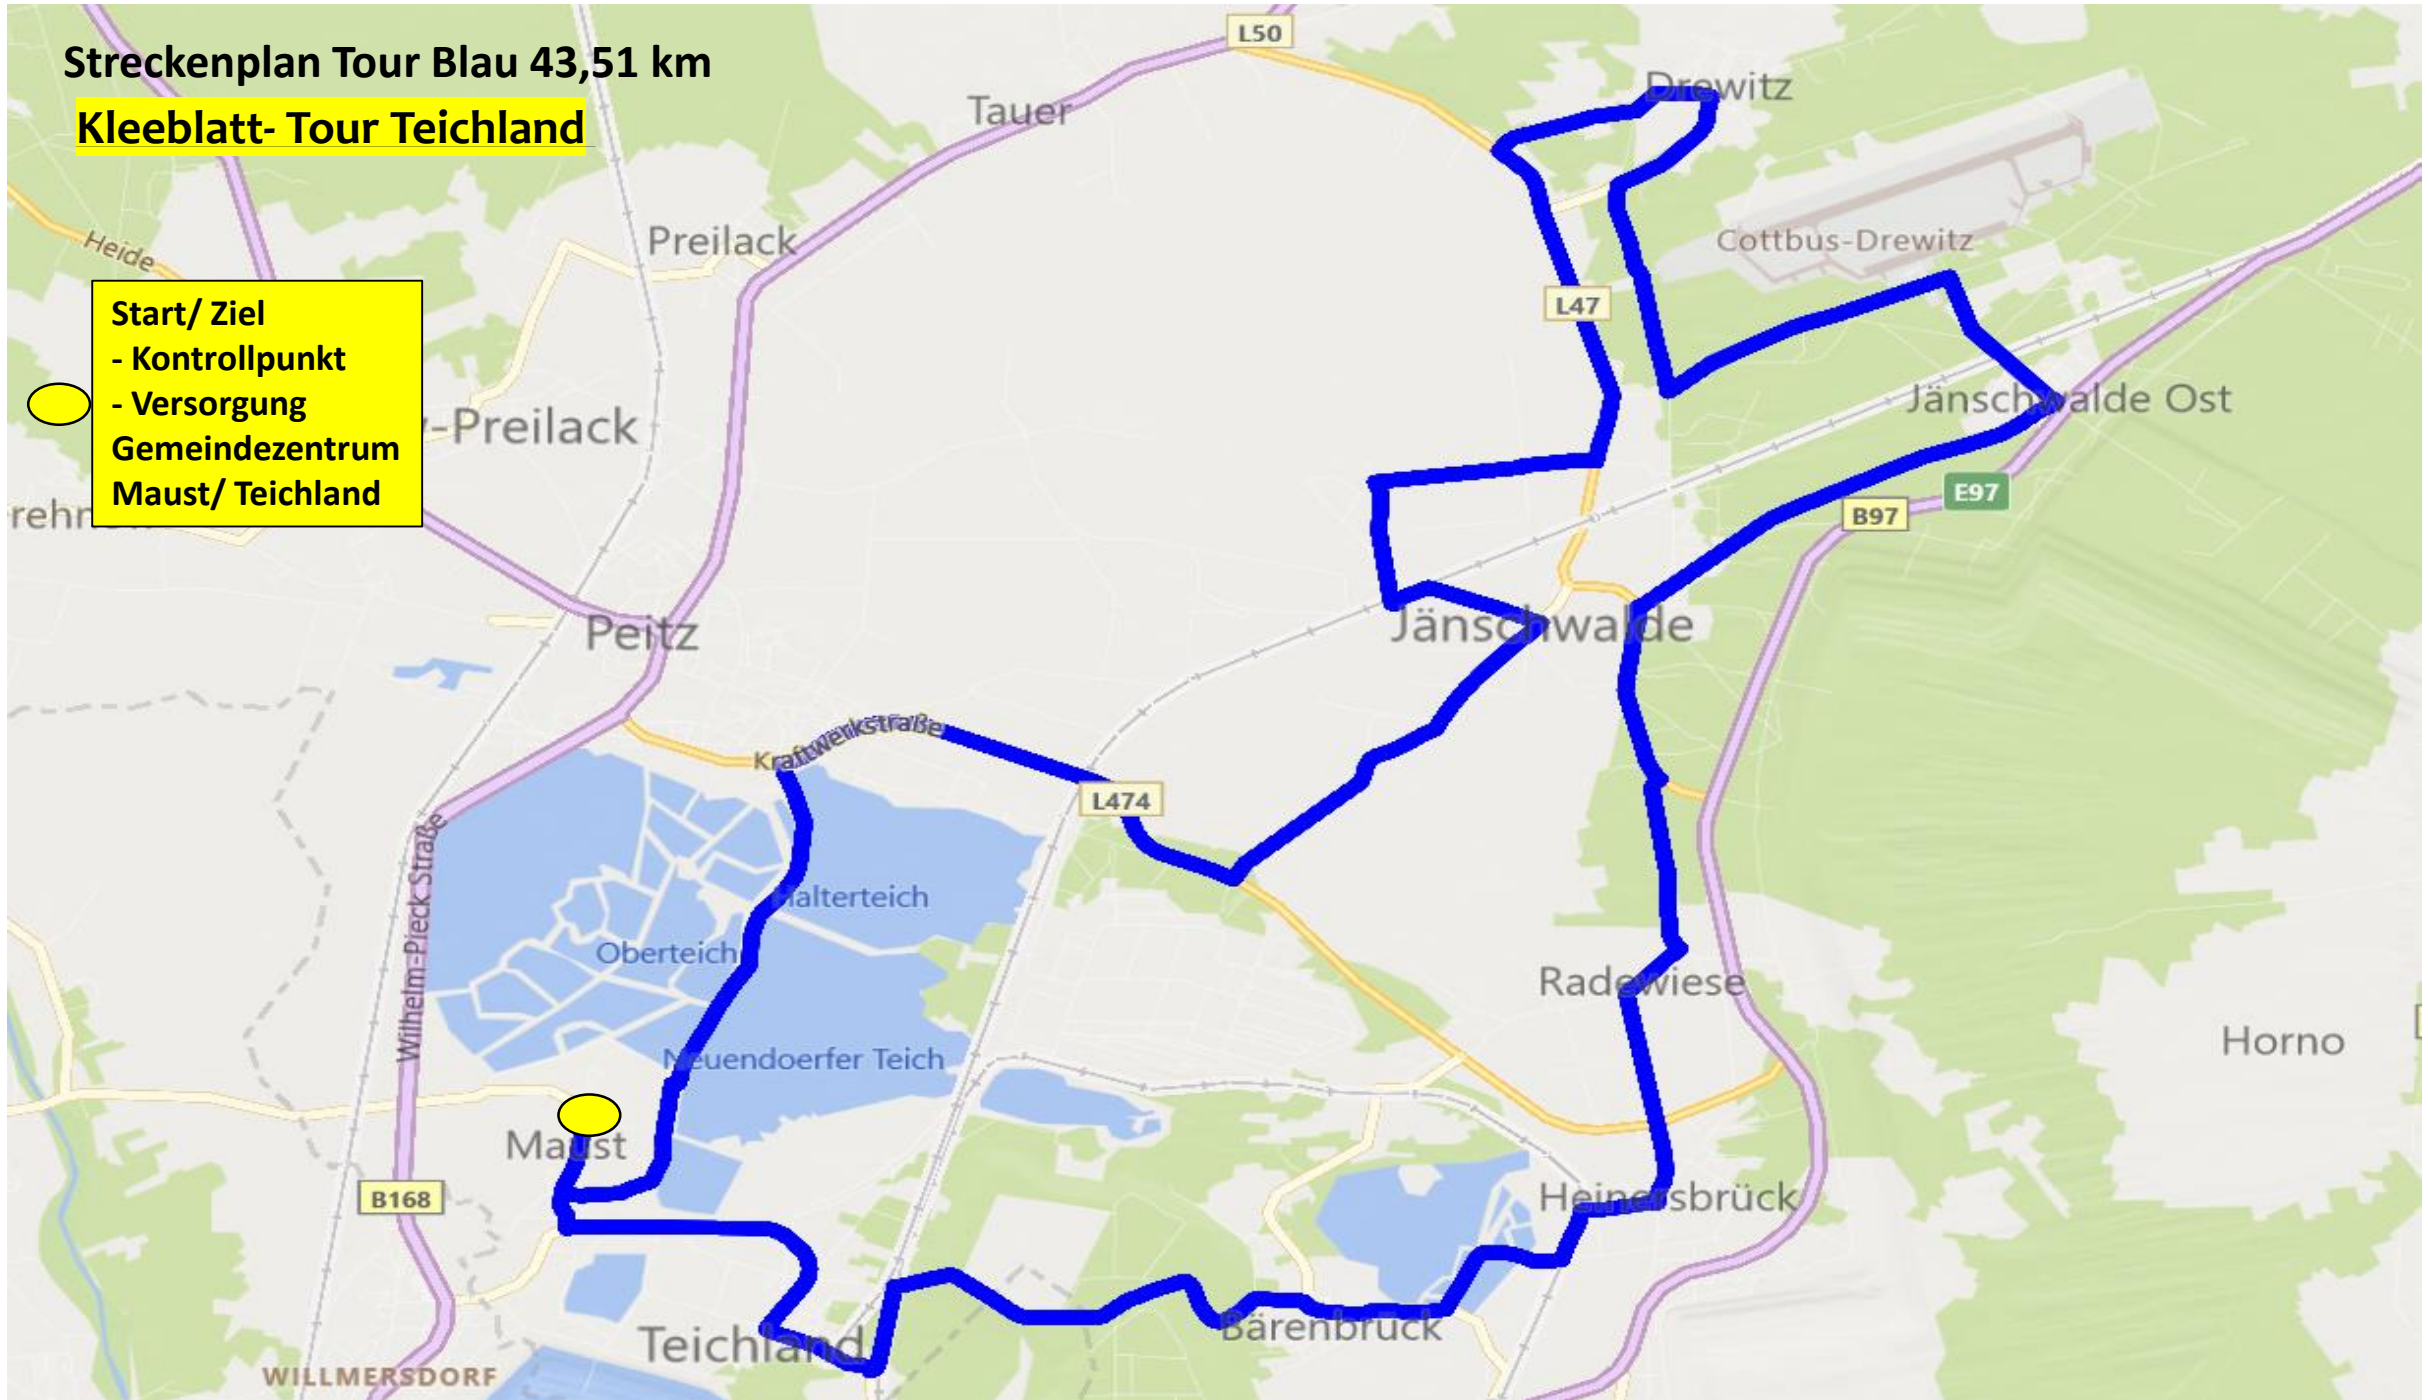 Streckenplan Tour Blau 43,51 km
Kleeblatt- Tour Teichland
L50
Drewitz
Tauer
Heide
Preilack
Cottbus-Drewitz
Start/ Ziel
- Kontrollpunkt
- Versorgung
Gemeindezentrum
Maust/ Teichland
L47
-Preilack
Jänschwalde Ost
E97
B97
Peitz
Jänschwalde
Kraftwerkstraße
L474
Wilhelm-Pieck Straße
Halterteich
Oberteich
Radewiese
Horno
Neuendoerfer Teich
Maust
B168
Heinersbrück
Bärenbrück
Teichland
WILLMERSDORF